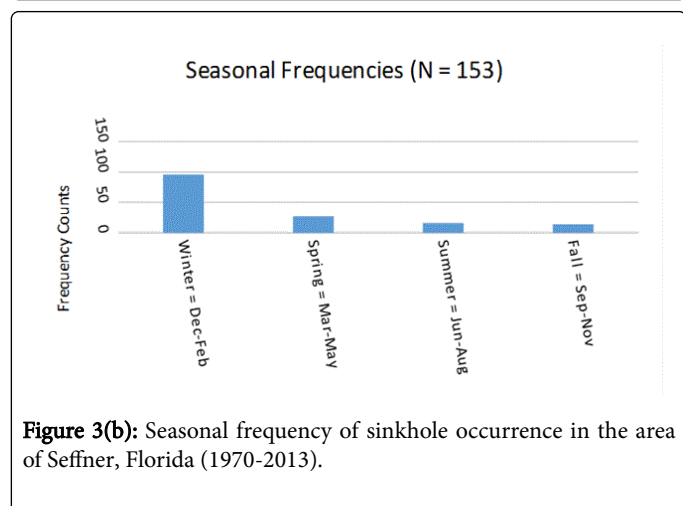 Seasonal Frequencies (N = 153)
Frequency Counts
150
100
50
0
Winter = Dec-Feb
Spring = Mar-May
Summer = Jun-Aug
Fall = Sep-Nov
Figure 3(b): Seasonal frequency of sinkhole occurrence in the area
of Seffner, Florida (1970-2013).